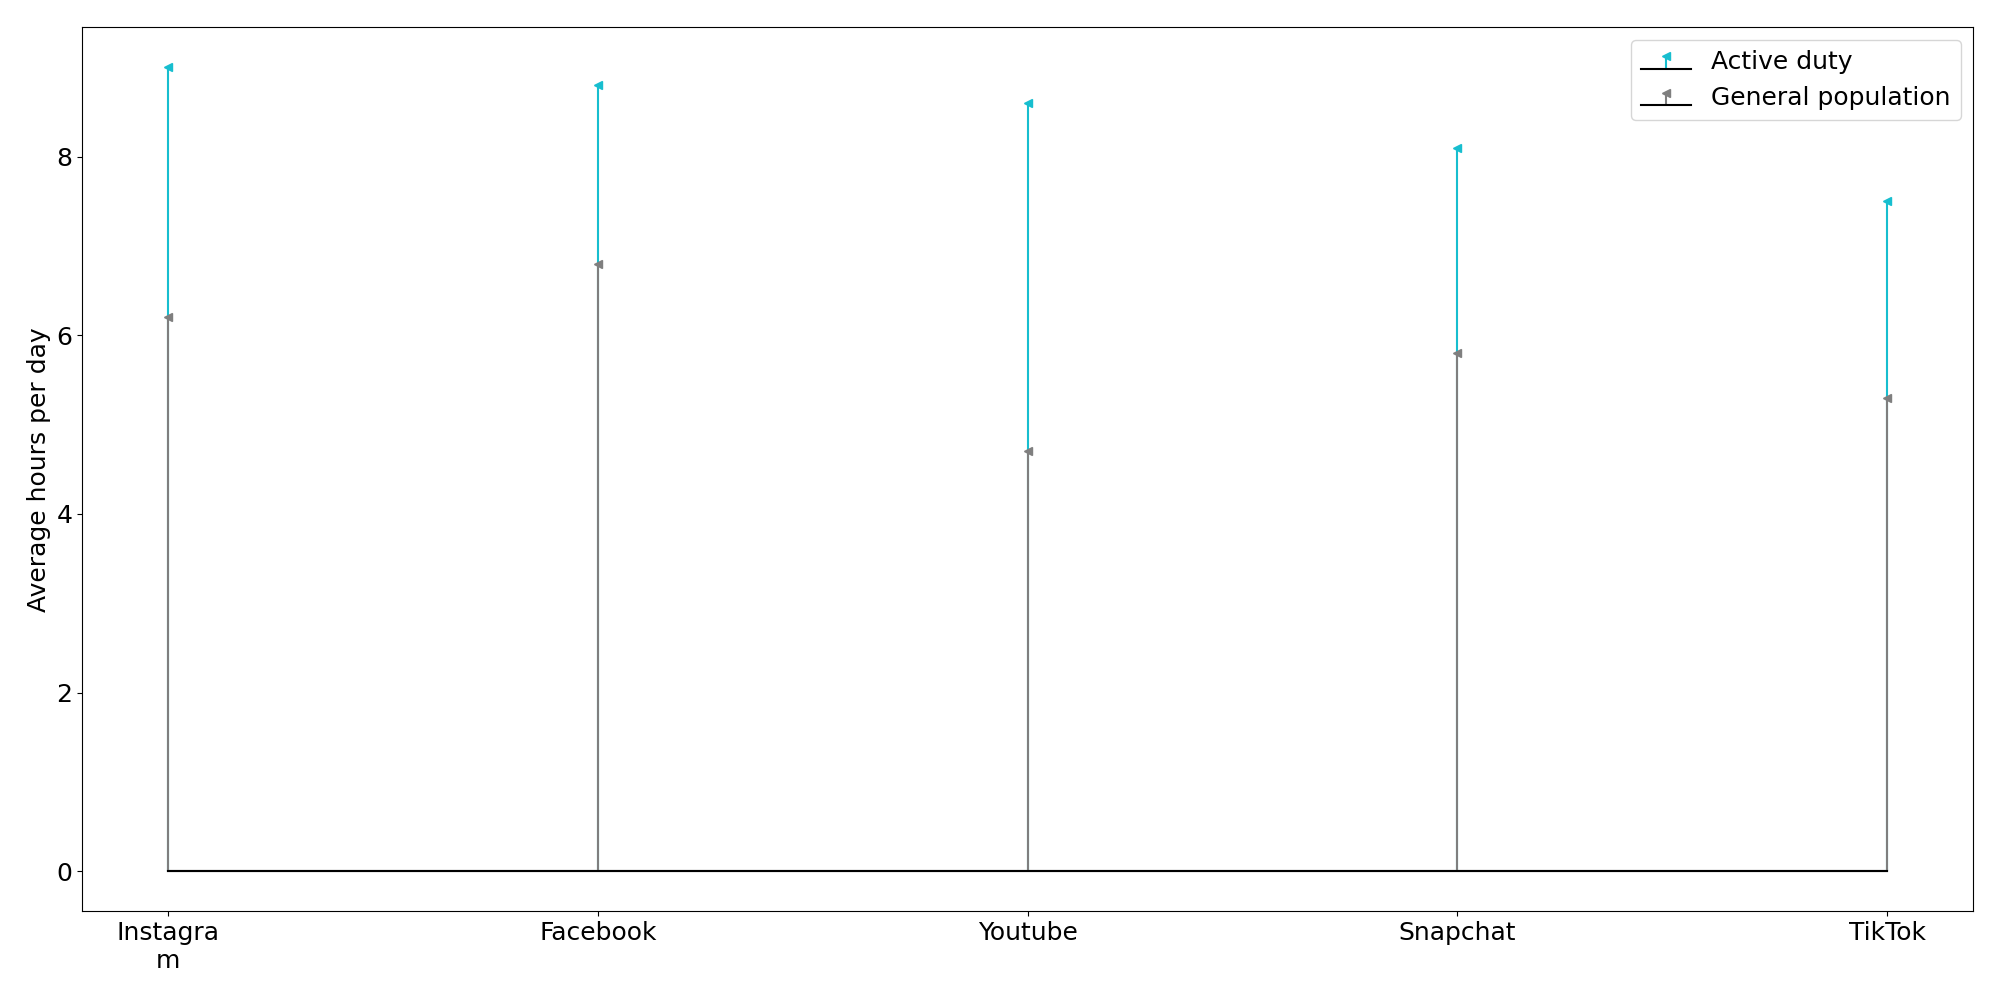 Active duty
General population
Average hours per day
8
6
4
2
0
Instagra
m
Facebook
Youtube
Snapchat
TikTok